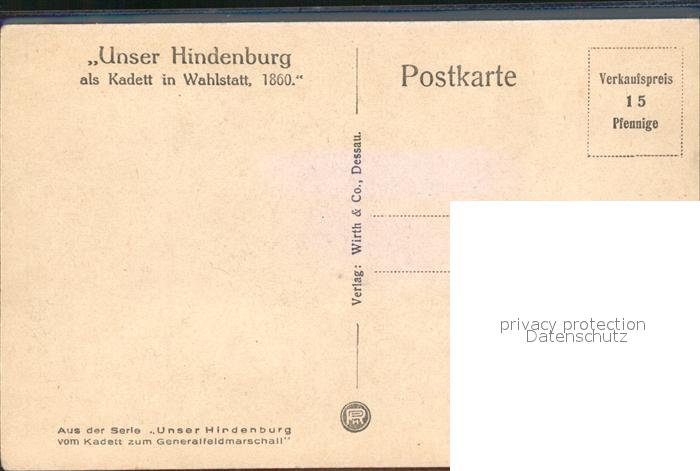 „Unser Hindenburg
als Kadett in Wahlstatt, 1860.“
Postkarte
Verkaufspreis
15
Pfennige
Verlag: Wirth & Co., Dessau.
privacy protection
Datenschutz
Aus der Serie „Unser Hindenburg
vom Kadett zum Generalfeldmarschall“